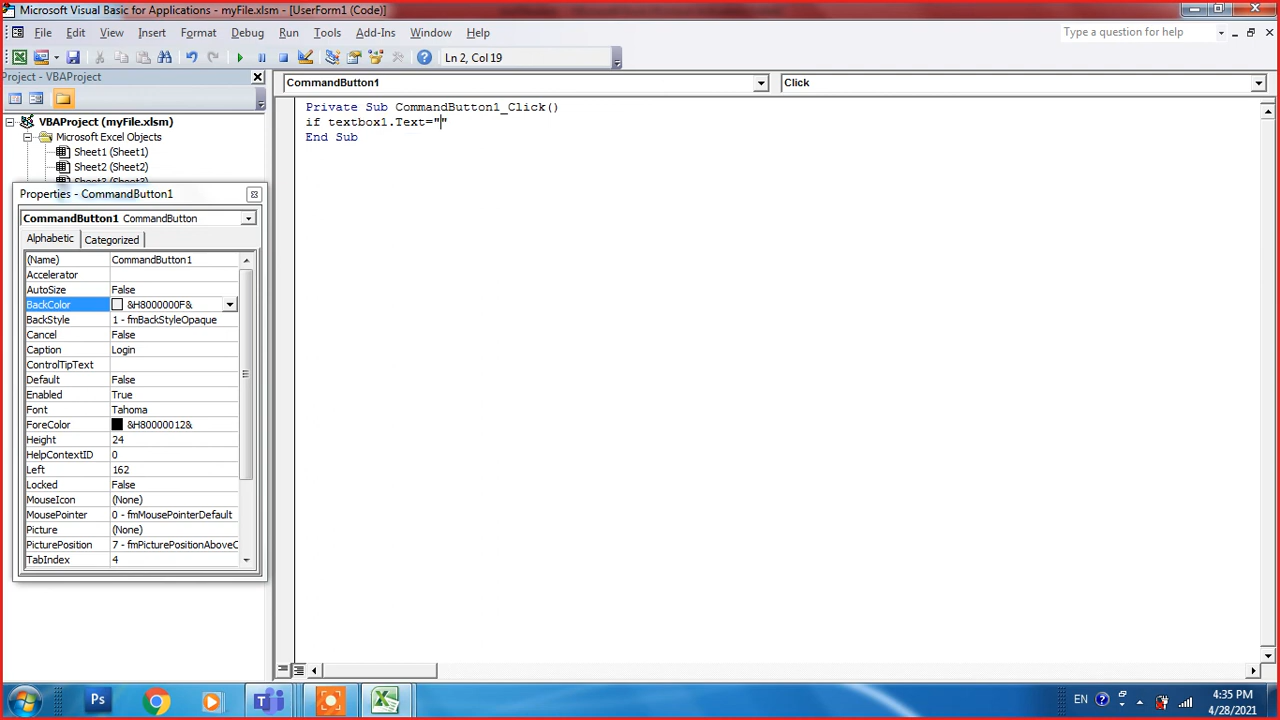 Microsoft Visual Basic for Applications - myFile.xlsm - [UserForm1 (Code)]
File Edit View Insert Format Debug Run Tools Add-Ins Window Help
Type a question for help
Ln 2, Col 19
Project - VBAProject
CommandButton1
Click
VBAProject (myFile.xlsm)
Microsoft Excel Objects
Sheet1 (Sheet1)
Sheet2 (Sheet2)
Sheet3 (Sheet3)
Private Sub CommandButton1_Click()
if textbox1.Text=""
End Sub
Properties - CommandButton1
CommandButton1 CommandButton
Alphabetic Categorized
(Name) CommandButton1
Accelerator
AutoSize False
BackColor &H8000000F&
BackStyle 1 - fmBackStyleOpaque
Cancel False
Caption Login
ControlTipText
Default False
Enabled True
Font Tahoma
ForeColor &H80000012&
Height 24
HelpContextID 0
Left 162
Locked False
MouseIcon (None)
MousePointer 0 - fmMousePointerDefault
Picture (None)
PicturePosition 7 - fmPicturePositionAboveC
TabIndex 4
Ps
EN
4:35 PM
4/28/2021